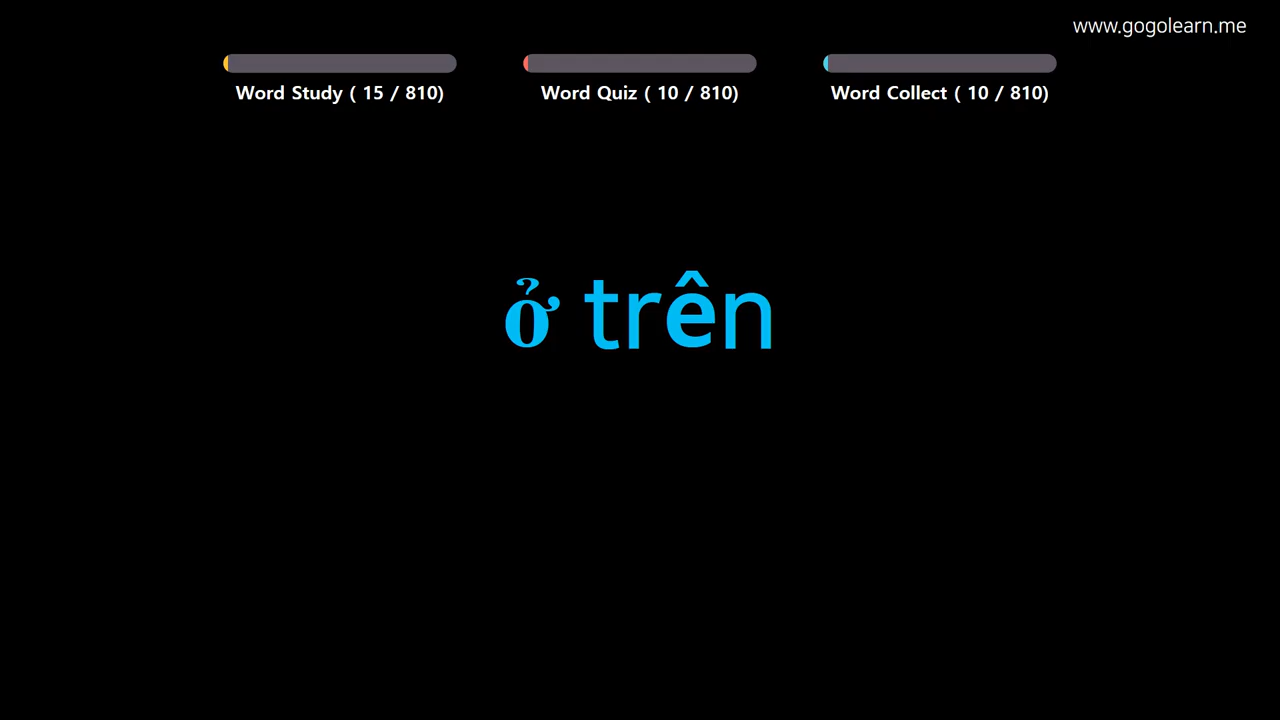 www.gogolearn.me
Word Study ( 15 / 810)
Word Quiz ( 10 / 810)
Word Collect ( 10 / 810)
ở trên